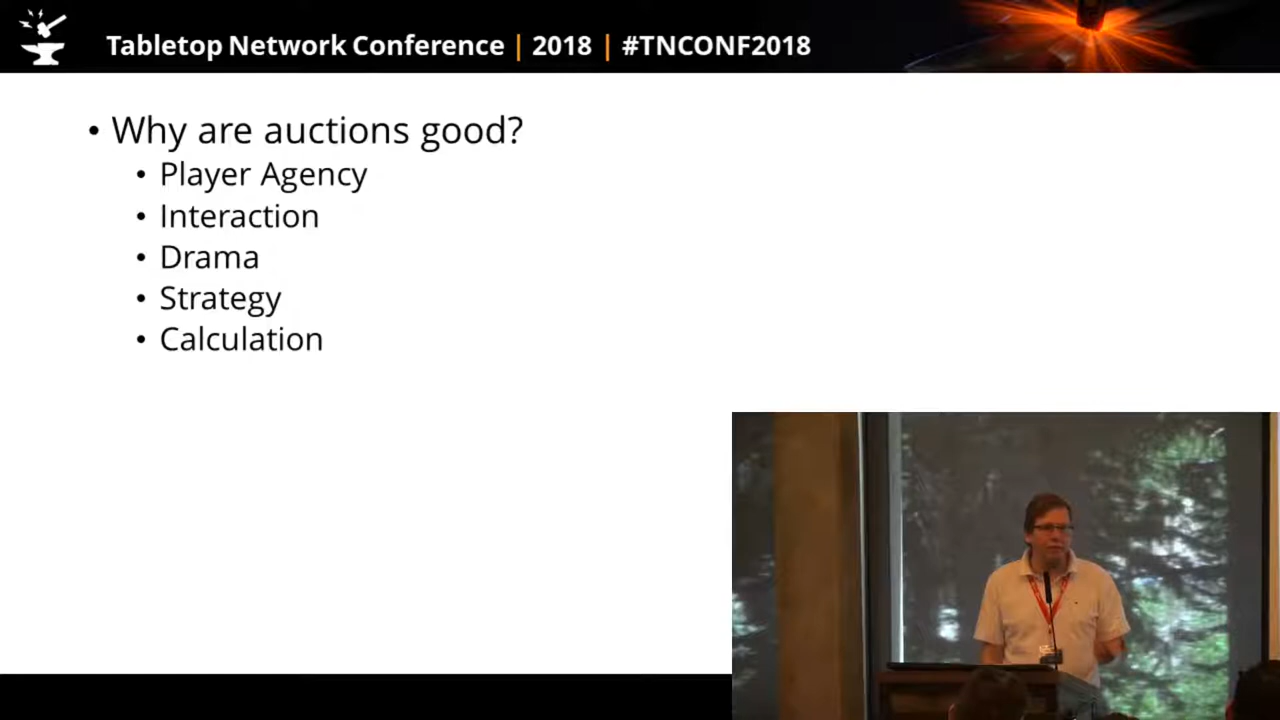 Tabletop Network Conference | 2018 | #TNCONF2018
• Why are auctions good?
• Player Agency
• Interaction
• Drama
• Strategy
• Calculation